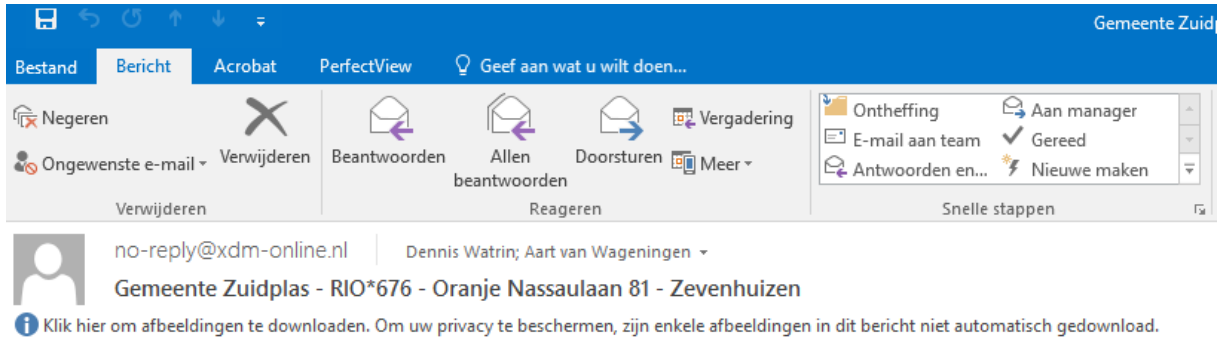 Gemeente Zuidp
Bestand Bericht Acrobat PerfectView Geef aan wat u wilt doen...
Negeren
Ongewenste e-mail
Verwijderen
Beantwoorden
Allen beantwoorden
Doorsturen
Vergadering
Meer
Ontheffing Aan manager
E-mail aan team Gereed
Antwoorden en... Nieuwe maken
Verwijderen Reageren Snelle stappen
no-reply@xdm-online.nl Dennis Watrin; Aart van Wageningen
Gemeente Zuidplas - RIO*676 - Oranje Nassaulaan 81 - Zevenhuizen
Klik hier om afbeeldingen te downloaden. Om uw privacy te beschermen, zijn enkele afbeeldingen in dit bericht niet automatisch gedownload.